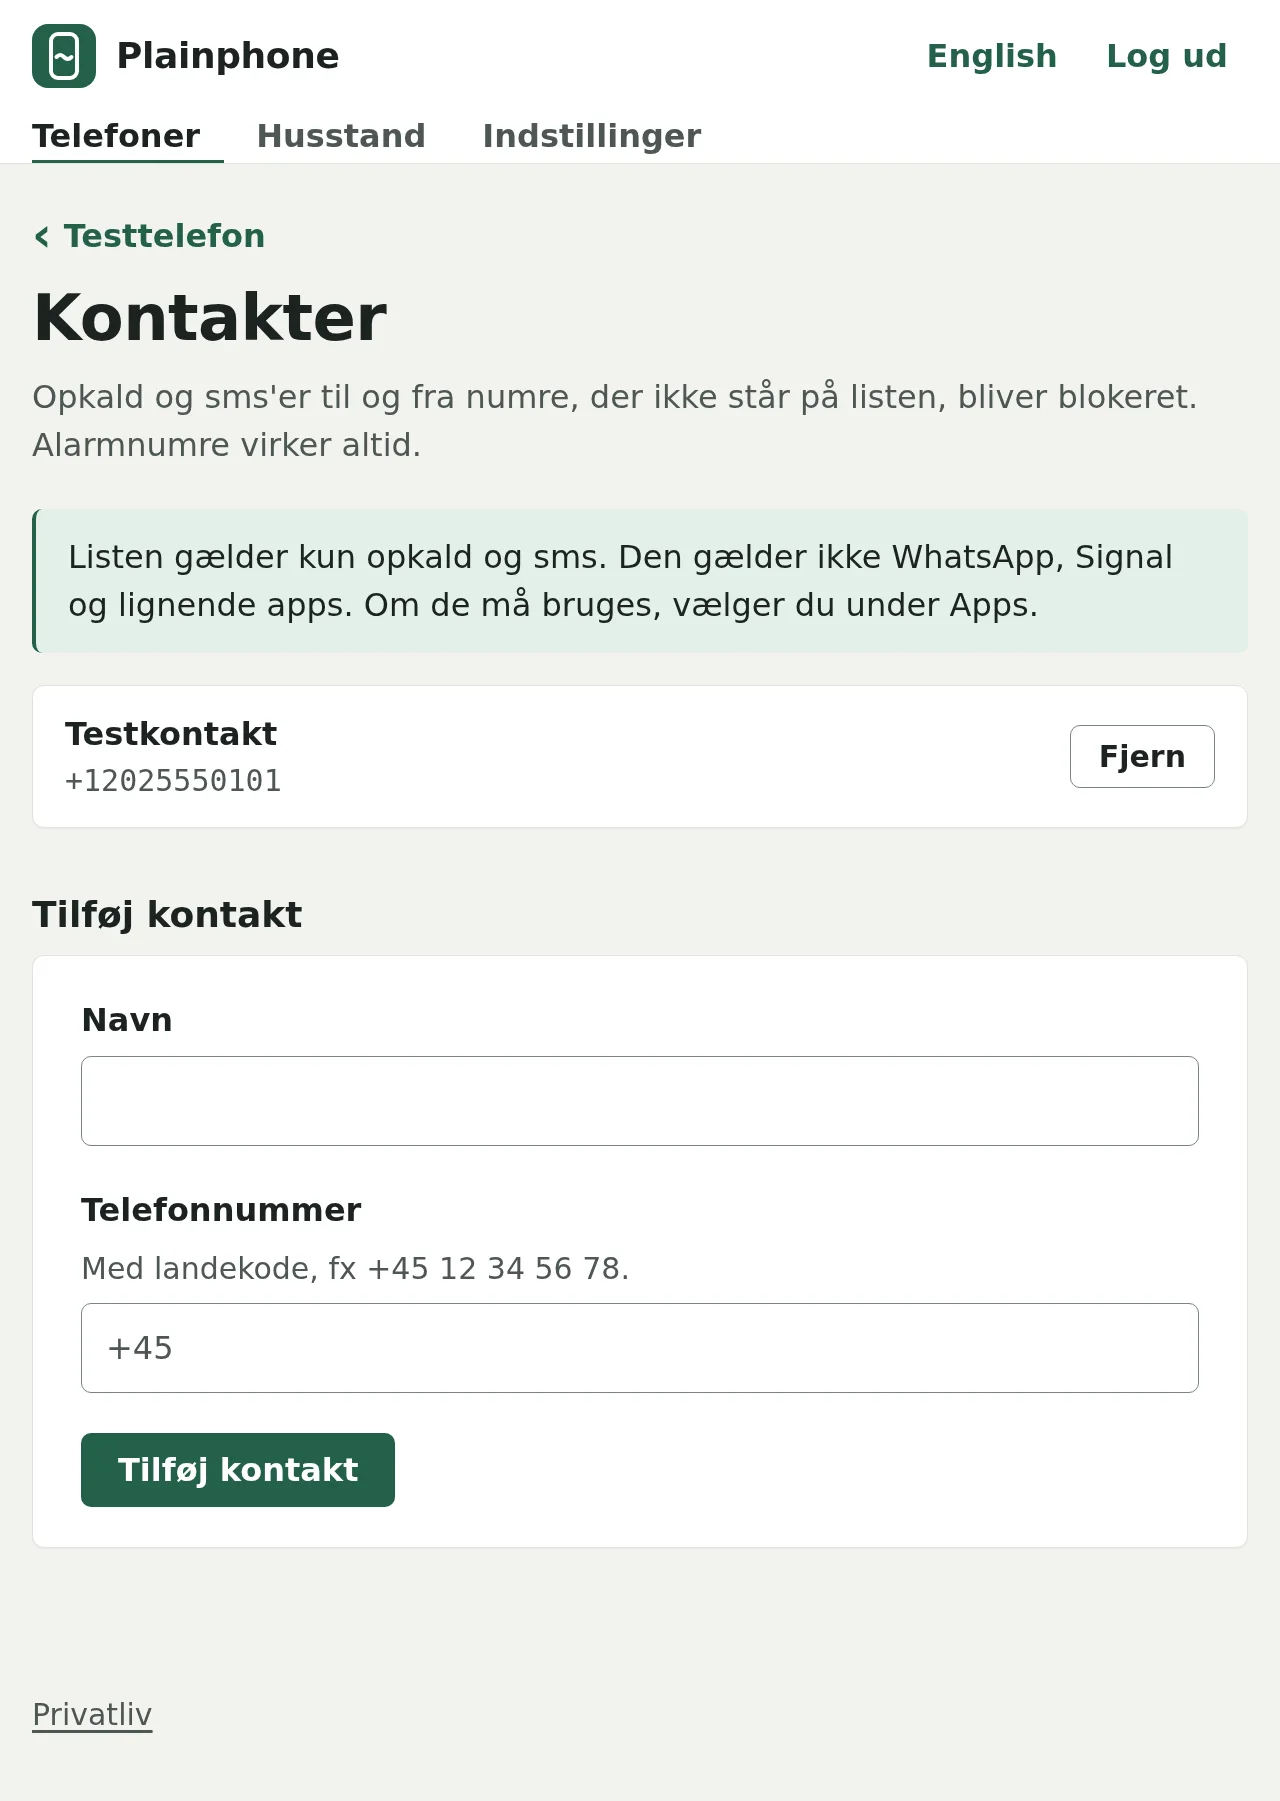 Plainphone
English
Log ud
Telefoner
Husstand
Indstillinger
‹ Testtelefon
Kontakter
Opkald og sms'er til og fra numre, der ikke står på listen, bliver blokeret.
Alarmnumre virker altid.
Listen gælder kun opkald og sms. Den gælder ikke WhatsApp, Signal
og lignende apps. Om de må bruges, vælger du under Apps.
Testkontakt
+12025550101
Fjern
Tilføj kontakt
Navn
Telefonnummer
Med landekode, fx +45 12 34 56 78.
+45
Tilføj kontakt
Privatliv